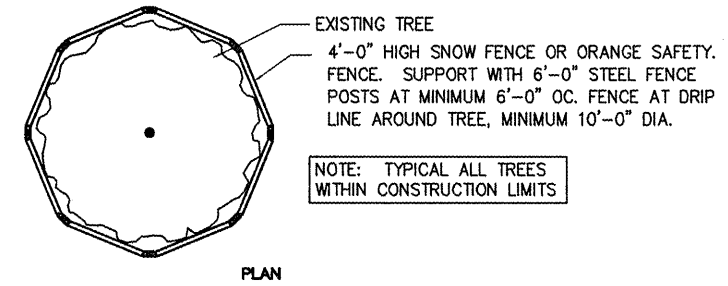 EXISTING TREE
4'-0" HIGH SNOW FENCE OR ORANGE SAFETY.
FENCE. SUPPORT WITH 6'-0" STEEL FENCE
POSTS AT MINIMUM 6'-0" OC. FENCE AT DRIP
LINE AROUND TREE, MINIMUM 10'-0" DIA.
NOTE: TYPICAL ALL TREES
WITHIN CONSTRUCTION LIMITS
PLAN